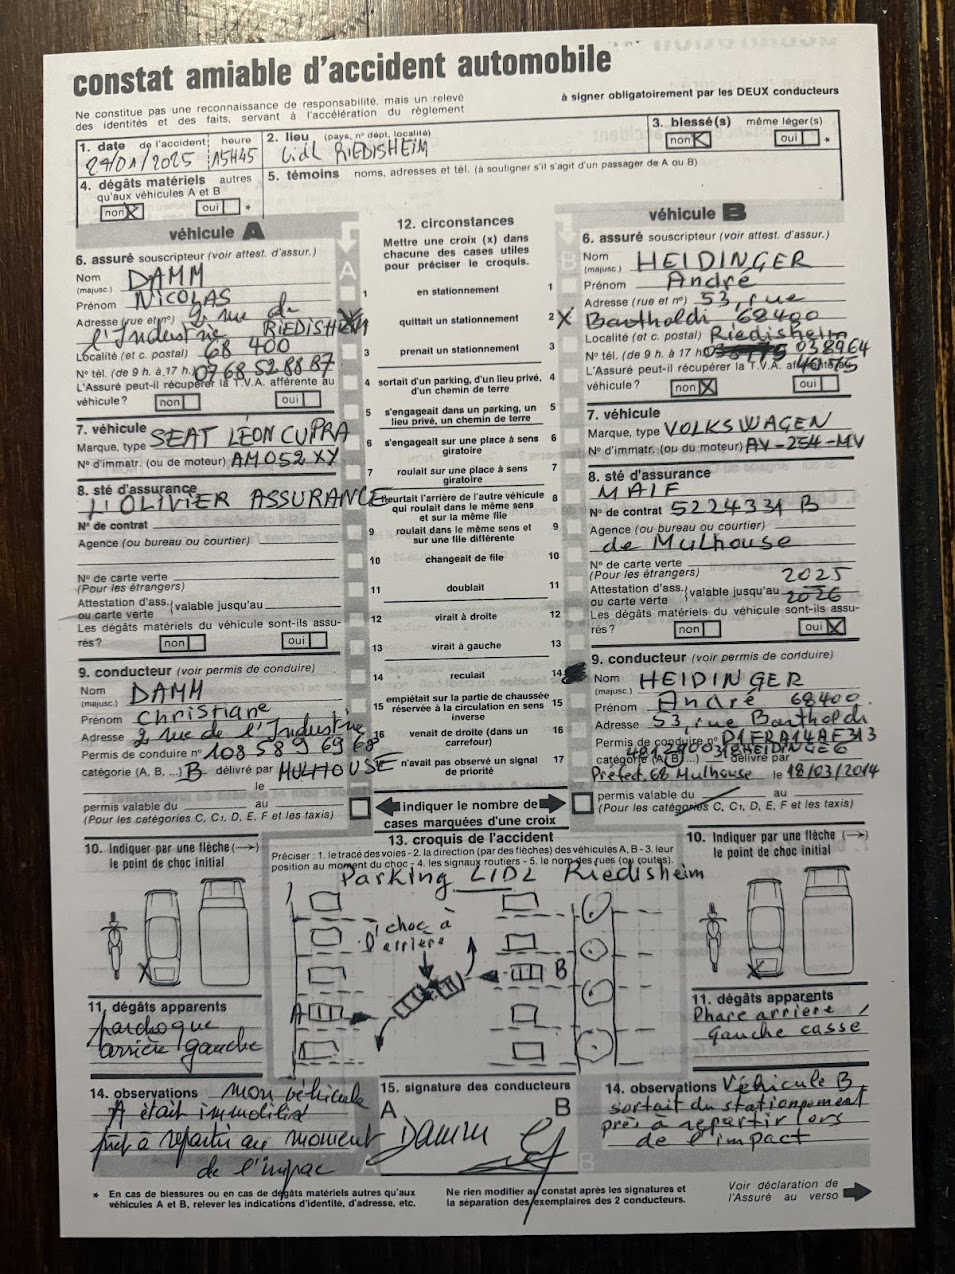 constat amiable d'accident automobile
Ne constitue pas une reconnaissance de responsabilité, mais un relevé
des identités et des faits, servant à l'accélération du règlement
à signer obligatoirement par les DEUX conducteurs
1. date de l'accident heure
15H45
2. lieu (pays, n° dépt, localité)
Lidl RIEDISHEIM
3. blessé(s) même léger(s)
non X oui *
4. dégâts matériels autres
qu'aux véhicules A et B
non X oui *
5. témoins noms, adresses et tél. (à souligner s'il s'agit d'un passager de A ou B)
véhicule A
6. assuré souscripteur (voir attest. d'assur.)
Nom DAMM
(majusc.)
Prénom NICOLAS
Adresse (rue et n°) 2 rue de
l'Industrie RIEDISHEIM
Localité (et c. postal) 68 400
N° tél. (de 9 h. à 17 h.) 07 68 52 88 87
L'Assuré peut-il récupérer la T.V.A. afférente au
véhicule? non oui
7. véhicule
Marque, type SEAT LEON CUPRA
N° d'immatr. (ou de moteur) AM052XY
8. sté d'assurance
L'OLIVIER ASSURANCE
N° de contrat
Agence (ou bureau ou courtier)
N° de carte verte
(Pour les étrangers)
Attestation d'ass. valable jusqu'au
ou carte verte
Les dégâts matériels du véhicule sont-ils assu-
rés? non oui
9. conducteur (voir permis de conduire)
Nom DAMM
(majusc.)
Prénom Christiane
Adresse 2 rue de l'Industrie
Permis de conduire n° 108 589 69 68
catégorie (A, B, ...) B délivré par MULHOUSE
le
permis valable du au
(Pour les catégories C, C1, D, E, F et les taxis)
10. Indiquer par une flèche (→)
le point de choc initial
X
11. dégâts apparents
parchoque
arrière gauche
14. observations mon véhicule
A était immobilisé
prêt à repartir au moment
de l'impac
12. circonstances
Mettre une croix (x) dans
chacune des cases utiles
pour préciser le croquis.
A B
1 en stationnement 1
X 2 quittait un stationnement 2 X
3 prenait un stationnement 3
4 sortait d'un parking, d'un lieu privé, 4
d'un chemin de terre
5 s'engageait dans un parking, un 5
lieu privé, un chemin de terre
6 s'engageait sur une place à sens 6
giratoire
7 roulait sur une place à sens 7
giratoire
heurtait l'arrière de l'autre véhicule 8
qui roulait dans le même sens
et sur la même file
9 roulait dans le même sens et 9
sur une file différente
10 changeait de file 10
11 doublait 11
12 virait à droite 12
13 virait à gauche 13
14 reculait 14
15 empiétait sur la partie de chaussée 15
réservée à la circulation en sens
inverse
16 venait de droite (dans un 16
carrefour)
17 n'avait pas observé un signal 17
de priorité
indiquer le nombre de
cases marquées d'une croix
13. croquis de l'accident
Préciser : 1. le tracé des voies - 2. la direction (par des flèches) des véhicules A, B - 3. leur
position au moment du choc - 4. les signaux routiers - 5. le nom des rues (ou routes).
Parking LIDL Riedisheim
choc à
l'arrière
A
B
15. signature des conducteurs
A B
Damm
véhicule B
6. assuré souscripteur (voir attest. d'assur.)
Nom HEIDINGER
(majusc.)
Prénom André
Adresse (rue et n°) 53, rue
Bartholdi 68400
Localité (et c. postal) Riedisheim
N° tél. (de 9 h. à 17 h.) 038964
L'Assuré peut-il récupérer la T.V.A. afférente au
véhicule? non X oui
7. véhicule
Marque, type VOLKSWAGEN
N° d'immatr. (ou du moteur) AV-254-MV
8. sté d'assurance
MAIF
N° de contrat 5224331 B
Agence (ou bureau ou courtier)
de Mulhouse
N° de carte verte
(Pour les étrangers)
2025
Attestation d'ass. valable jusqu'au 2026
ou carte verte
Les dégâts matériels du véhicule sont-ils assu-
rés? non oui X
9. conducteur (voir permis de conduire)
Nom HEIDINGER
(majusc.)
Prénom André 68400
Adresse 53, rue Bartholdi
Permis de conduire n° D1FRA14AE313
catégorie (A, B, ...) délivré par
Préfect. 68 Mulhouse le 18/03/2014
permis valable du au
(Pour les catégories C, C1, D, E, F et les taxis)
10. Indiquer par une flèche (→)
le point de choc initial
X
11. dégâts apparents
Phare arrière
gauche cassé
14. observations Véhicule B
sortait du stationnement
près à repartir lors
de l'impact
* En cas de blessures ou en cas de dégâts matériels autres qu'aux
véhicules A et B, relever les indications d'identité, d'adresse, etc.
Ne rien modifier au constat après les signatures et
la séparation des exemplaires des 2 conducteurs.
Voir déclaration de
l'Assuré au verso